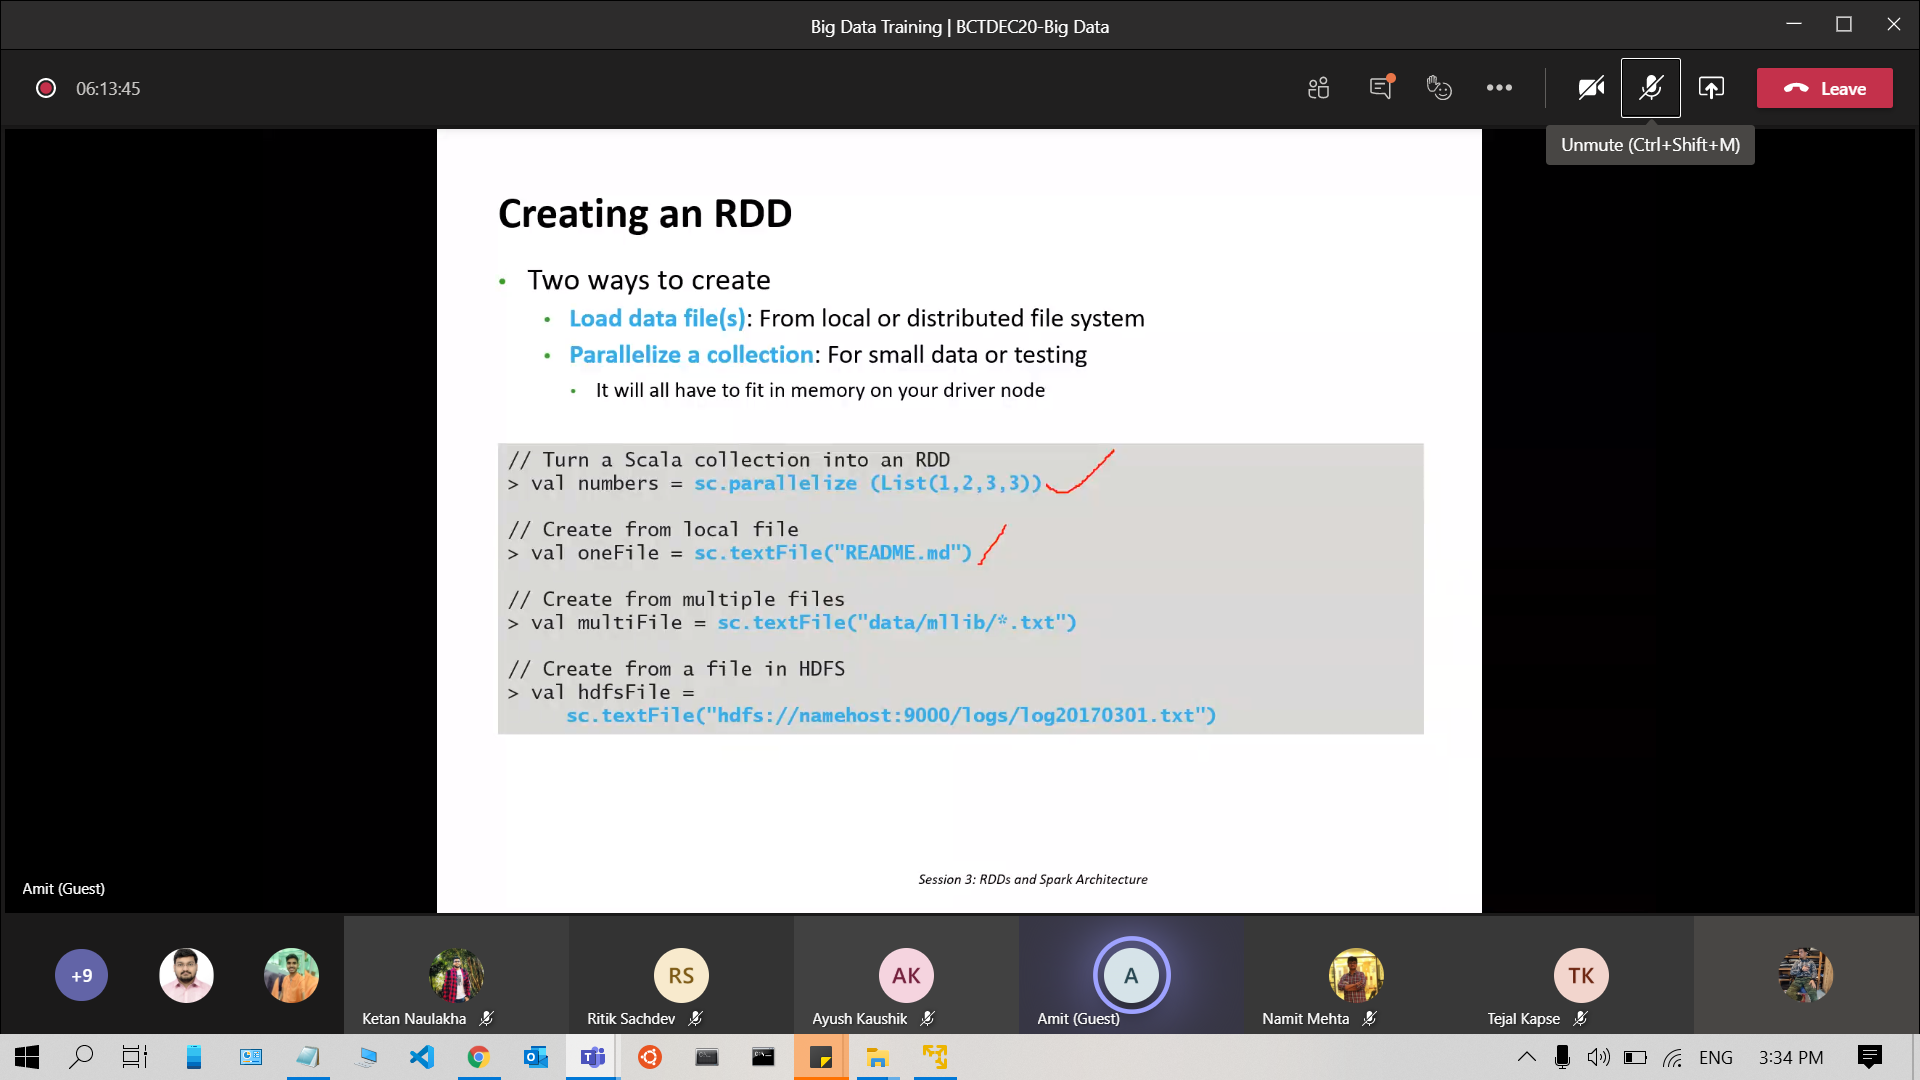 Big Data Training | BCTDEC20-Big Data
06:13:45
Leave
Unmute (Ctrl+Shift+M)
Creating an RDD
• Two ways to create
• Load data file(s): From local or distributed file system
• Parallelize a collection: For small data or testing
• It will all have to fit in memory on your driver node
// Turn a Scala collection into an RDD
> val numbers = sc.parallelize (List(1,2,3,3))
// Create from local file
> val oneFile = sc.textFile("README.md")
// Create from multiple files
> val multiFile = sc.textFile("data/mllib/*.txt")
// Create from a file in HDFS
> val hdfsFile =
sc.textFile("hdfs://namehost:9000/logs/log20170301.txt")
Session 3: RDDs and Spark Architecture
Amit (Guest)
+9
RS
AK
A
TK
Ketan Naulakha
Ritik Sachdev
Ayush Kaushik
Amit (Guest)
Namit Mehta
Tejal Kapse
ENG
3:34 PM